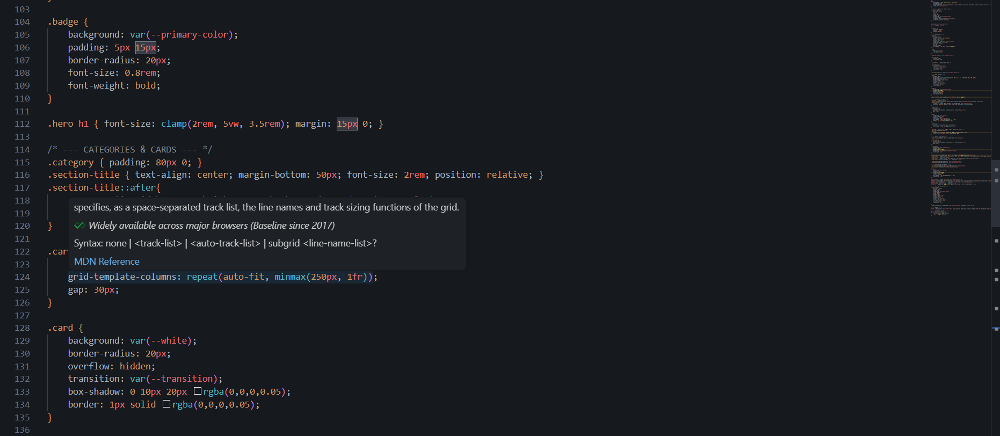 103
104 .badge {
105 background: var(--primary-color);
106 padding: 5px 15px;
107 border-radius: 20px;
108 font-size: 0.8rem;
109 font-weight: bold;
110 }
111
112 .hero h1 { font-size: clamp(2rem, 5vw, 3.5rem); margin: 15px 0; }
113
114 /* --- CATEGORIES & CARDS --- */
115 .category { padding: 80px 0; }
116 .section-title { text-align: center; margin-bottom: 50px; font-size: 2rem; position: relative; }
117 .section-title::after{
118
specifies, as a space-separated track list, the line names and track sizing functions of the grid.
119
Widely available across major browsers (Baseline since 2017)
120 }
121
Syntax: none | <track-list> | <auto-track-list> | subgrid <line-name-list>?
122 .car
MDN Reference
123
124 grid-template-columns: repeat(auto-fit, minmax(250px, 1fr));
125 gap: 30px;
126 }
127
128 .card {
129 background: var(--white);
130 border-radius: 20px;
131 overflow: hidden;
132 transition: var(--transition);
133 box-shadow: 0 10px 20px rgba(0,0,0,0.05);
134 border: 1px solid rgba(0,0,0,0.05);
135 }
136